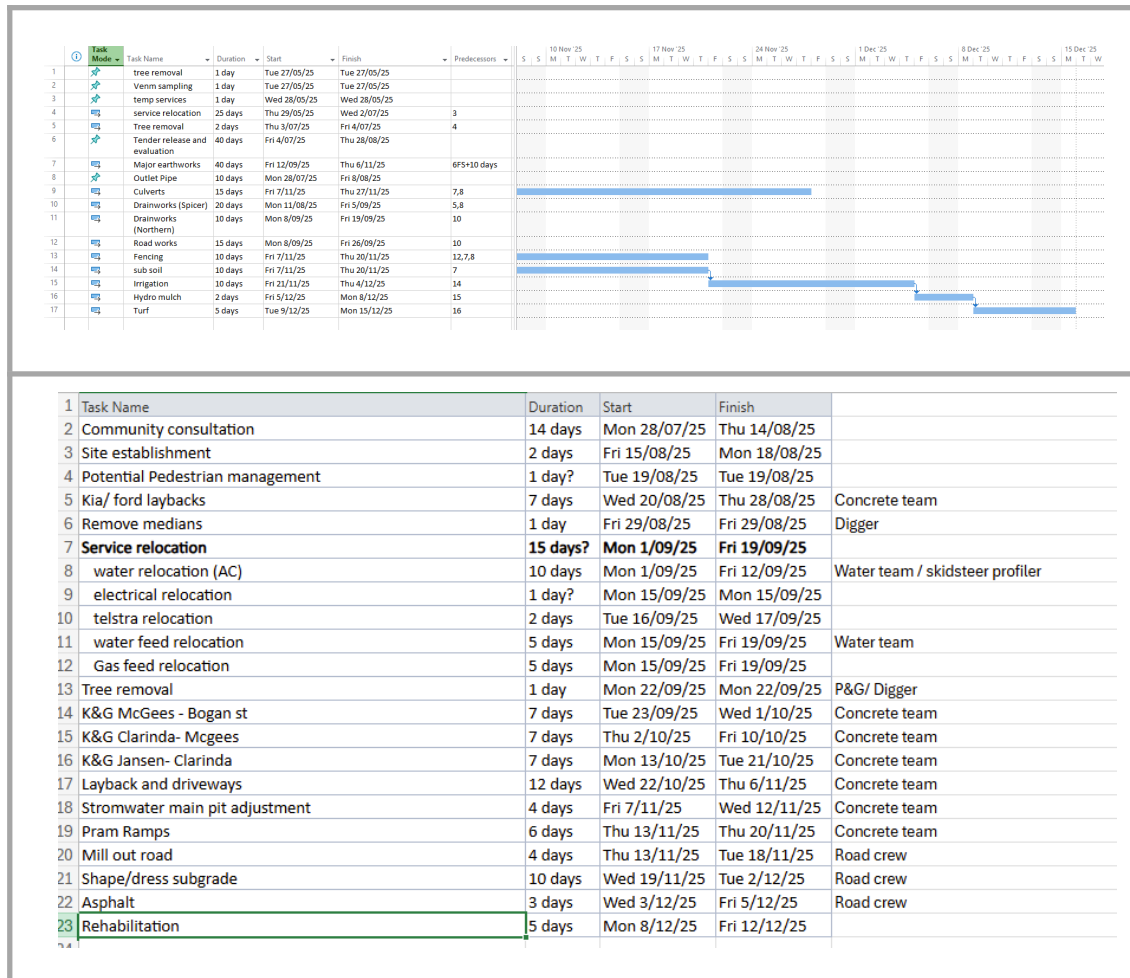 10 Nov '25 17 Nov '25 24 Nov '25 1 Dec '25 8 Dec '25 15 Dec '25
Task Mode Task Name Duration Start Finish Predecessors S S M T W T F S S M T W T F S S M T W T F S S M T W T F S S M T W T F S S M T W
1 tree removal 1 day Tue 27/05/25 Tue 27/05/25
2 Venm sampling 1 day Tue 27/05/25 Tue 27/05/25
3 temp services 1 day Wed 28/05/25 Wed 28/05/25
4 service relocation 25 days Thu 29/05/25 Wed 2/07/25 3
5 Tree removal 2 days Thu 3/07/25 Fri 4/07/25 4
6 Tender release and 40 days Fri 4/07/25 Thu 28/08/25
evaluation
7 Major earthworks 40 days Fri 12/09/25 Thu 6/11/25 6FS+10 days
8 Outlet Pipe 10 days Mon 28/07/25 Fri 8/08/25
9 Culverts 15 days Fri 7/11/25 Thu 27/11/25 7,8
10 Drainworks (Spicer) 20 days Mon 11/08/25 Fri 5/09/25 5,8
11 Drainworks 10 days Mon 8/09/25 Fri 19/09/25 10
(Northern)
12 Road works 15 days Mon 8/09/25 Fri 26/09/25 10
13 Fencing 10 days Fri 7/11/25 Thu 20/11/25 12,7,8
14 sub soil 10 days Fri 7/11/25 Thu 20/11/25 7
15 Irrigation 10 days Fri 21/11/25 Thu 4/12/25 14
16 Hydro mulch 2 days Fri 5/12/25 Mon 8/12/25 15
17 Turf 5 days Tue 9/12/25 Mon 15/12/25 16
1 Task Name Duration Start Finish
2 Community consultation 14 days Mon 28/07/25 Thu 14/08/25
3 Site establishment 2 days Fri 15/08/25 Mon 18/08/25
4 Potential Pedestrian management 1 day? Tue 19/08/25 Tue 19/08/25
5 Kia/ ford laybacks 7 days Wed 20/08/25 Thu 28/08/25 Concrete team
6 Remove medians 1 day Fri 29/08/25 Fri 29/08/25 Digger
7 Service relocation 15 days? Mon 1/09/25 Fri 19/09/25
8 water relocation (AC) 10 days Mon 1/09/25 Fri 12/09/25 Water team / skidsteer profiler
9 electrical relocation 1 day? Mon 15/09/25 Mon 15/09/25
10 telstra relocation 2 days Tue 16/09/25 Wed 17/09/25
11 water feed relocation 5 days Mon 15/09/25 Fri 19/09/25 Water team
12 Gas feed relocation 5 days Mon 15/09/25 Fri 19/09/25
13 Tree removal 1 day Mon 22/09/25 Mon 22/09/25 P&G/ Digger
14 K&G McGees - Bogan st 7 days Tue 23/09/25 Wed 1/10/25 Concrete team
15 K&G Clarinda- Mcgees 7 days Thu 2/10/25 Fri 10/10/25 Concrete team
16 K&G Jansen- Clarinda 7 days Mon 13/10/25 Tue 21/10/25 Concrete team
17 Layback and driveways 12 days Wed 22/10/25 Thu 6/11/25 Concrete team
18 Stromwater main pit adjustment 4 days Fri 7/11/25 Wed 12/11/25 Concrete team
19 Pram Ramps 6 days Thu 13/11/25 Thu 20/11/25 Concrete team
20 Mill out road 4 days Thu 13/11/25 Tue 18/11/25 Road crew
21 Shape/dress subgrade 10 days Wed 19/11/25 Tue 2/12/25 Road crew
22 Asphalt 3 days Wed 3/12/25 Fri 5/12/25 Road crew
23 Rehabilitation 5 days Mon 8/12/25 Fri 12/12/25